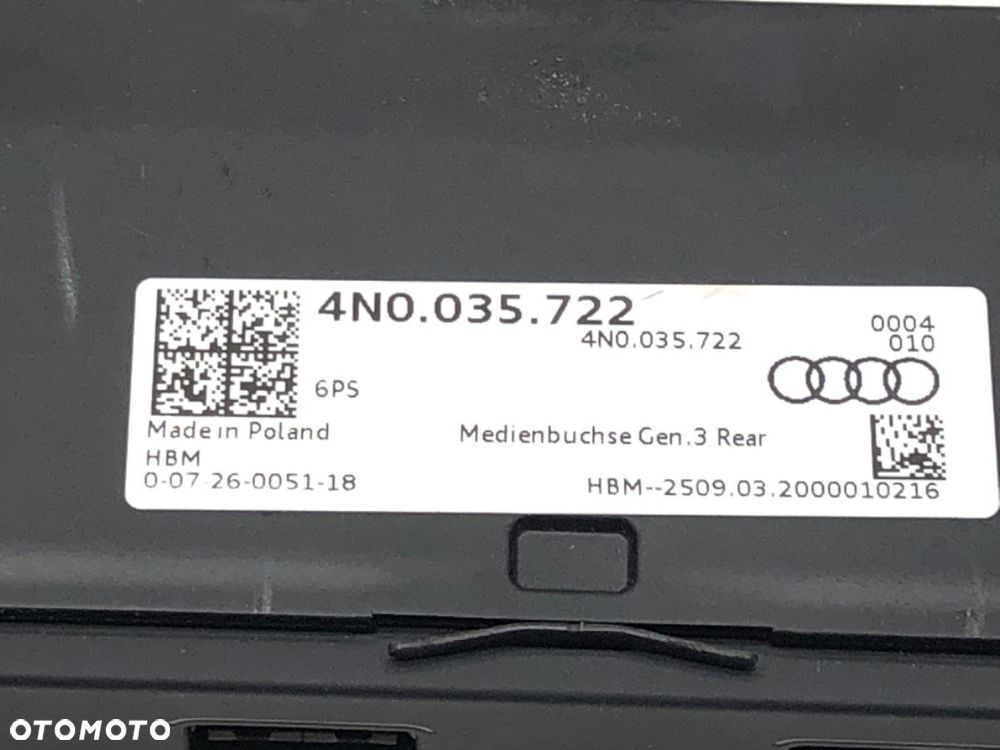 4N0.035.722
4N0.035.722
0004
010
6PS
Made in Poland
Medienbuchse Gen.3 Rear
HBM
0-07-26-0051-18
HBM--2509.03.2000010216
OTOMOTO